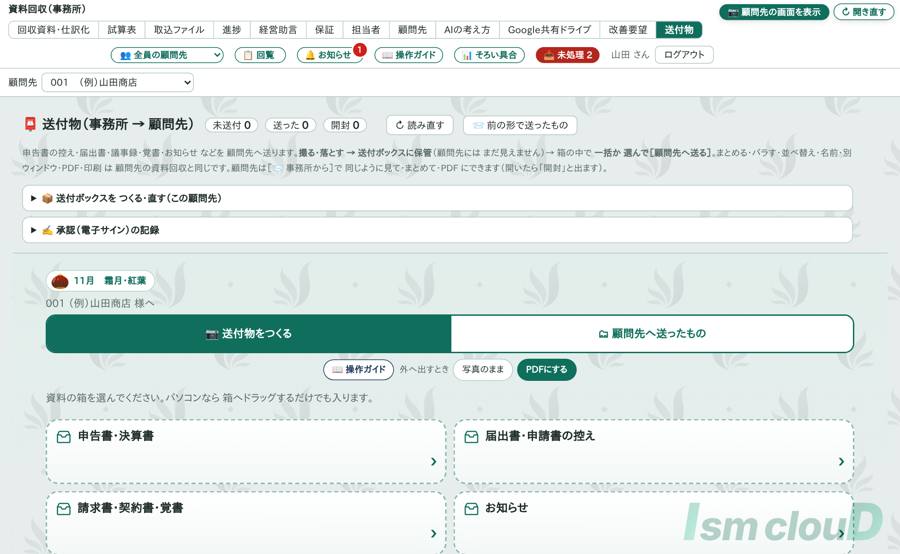 資料回収(事務所)
📷 顧問先の画面を表示
↻ 開き直す
回収資料・仕訳化 試算表 取込ファイル 進捗 経営助言 保証 担当者 顧問先 AIの考え方 Google共有ドライブ 改善要望 送付物
👥 全員の顧問先 📋 回覧 🔔 お知らせ 1 📖 操作ガイド 📊 そろい具合 📥 未処理 2 山田 さん ログアウト
顧問先 001 (例)山田商店
📮 送付物(事務所 → 顧問先) 未送付 0 送った 0 開封 0 ↻ 読み直す 📨 前の形で送ったもの
申告書の控え・届出書・議事録・覚書・お知らせ などを 顧問先へ送ります。撮る・落とす → 送付ボックスに保管(顧問先には まだ見えません)→ 箱の中で 一括か 選んで[顧問先へ送る]。まとめる・バラす・並べ替え・名前・別
ウィンドウ・PDF・印刷 は 顧問先の資料回収と同じです。顧問先は[📨 事務所から]で 同じように見て・まとめて・PDF にできます(開いたら「開封」と出ます)。
▶ 📦 送付ボックスを つくる・直す(この顧問先)
▶ ✍ 承認(電子サイン)の記録
🌰 11月 霜月・紅葉
001 (例)山田商店 様へ
📷 送付物をつくる
🗂 顧問先へ送ったもの
📖 操作ガイド 外へ出すとき 写真のまま PDFにする
資料の箱を選んでください。パソコンなら 箱へドラッグするだけでも入ります。
申告書・決算書
届出書・申請書の控え
請求書・契約書・覚書
お知らせ
Ism clouD